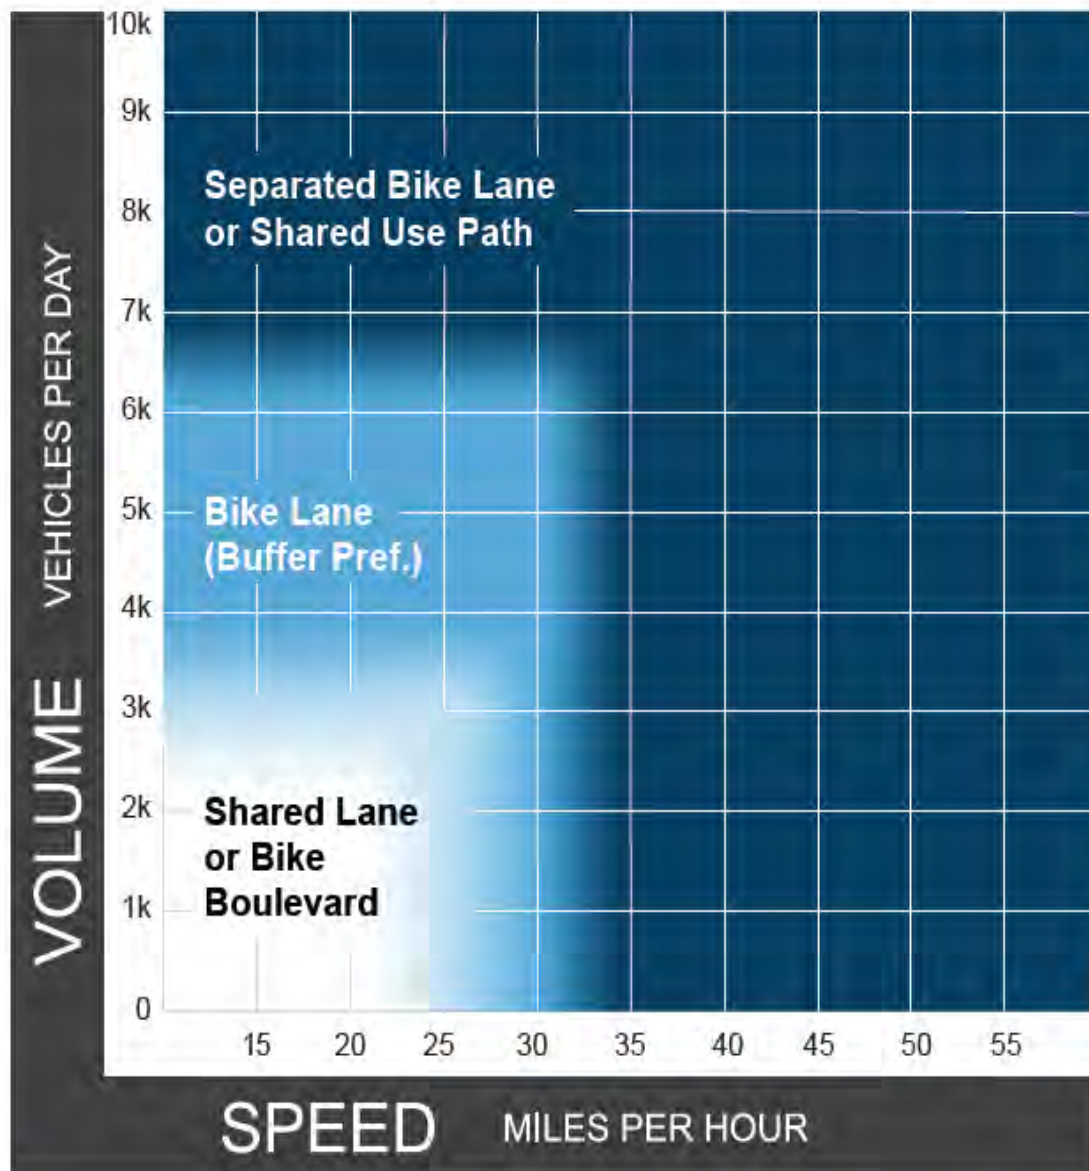 10k
9k
Separated Bike Lane
8k
or Shared Use Path
7k
6k
5k
Bike Lane
(Buffer Pref.)
4k
3k
2k
Shared Lane
or Bike
1k
Boulevard
0
15 20 25 30 35 40 45 50 55
VOLUME VEHICLES PER DAY
SPEED MILES PER HOUR